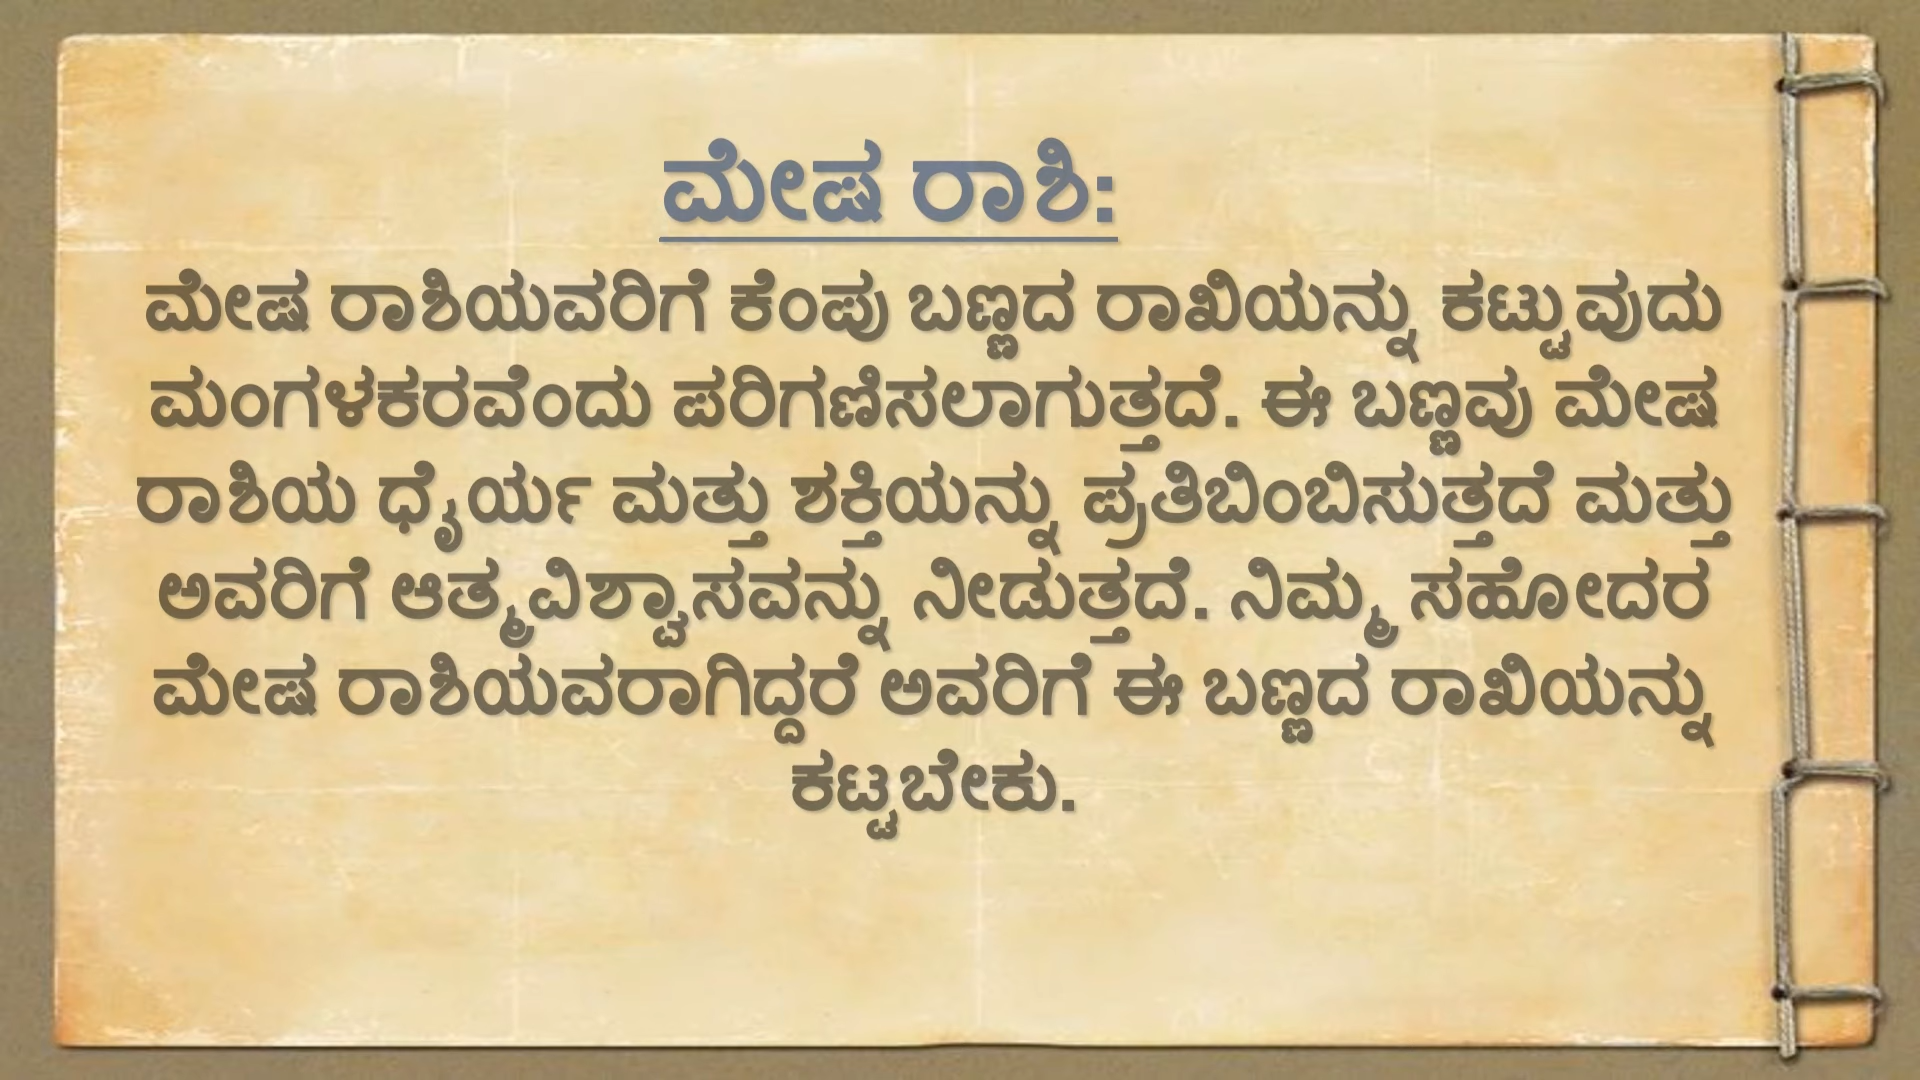 ಮೇಷ ರಾಶಿ:
ಮೇಷ ರಾಶಿಯವರಿಗೆ ಕೆಂಪು ಬಣ್ಣದ ರಾಖಿಯನ್ನು ಕಟ್ಟುವುದು
ಮಂಗಳಕರವೆಂದು ಪರಿಗಣಿಸಲಾಗುತ್ತದೆ. ಈ ಬಣ್ಣವು ಮೇಷ
ರಾಶಿಯ ಧೈರ್ಯ ಮತ್ತು ಶಕ್ತಿಯನ್ನು ಪ್ರತಿಬಿಂಬಿಸುತ್ತದೆ ಮತ್ತು
ಅವರಿಗೆ ಆತ್ಮವಿಶ್ವಾಸವನ್ನು ನೀಡುತ್ತದೆ. ನಿಮ್ಮ ಸಹೋದರ
ಮೇಷ ರಾಶಿಯವರಾಗಿದ್ದರೆ ಅವರಿಗೆ ಈ ಬಣ್ಣದ ರಾಖಿಯನ್ನು
ಕಟ್ಟಬೇಕು.